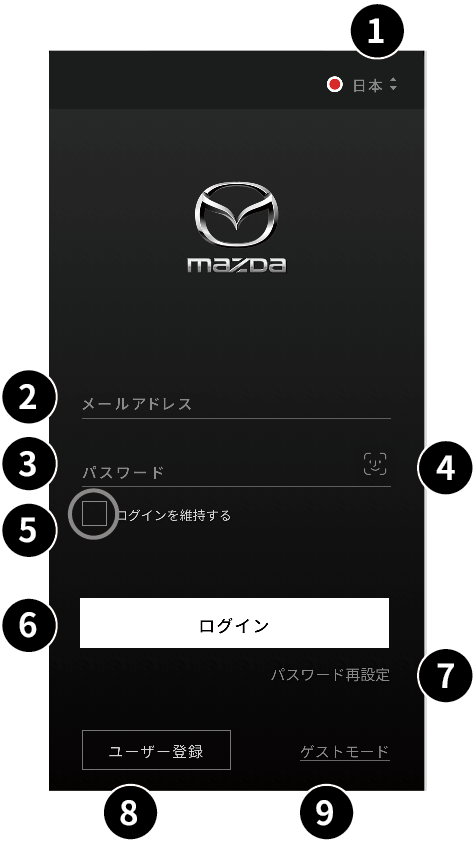 1
日本
mazda
2
メールアドレス
3
パスワード
4
5
ログインを維持する
6
ログイン
パスワード再設定
7
ユーザー登録
ゲストモード
8
9